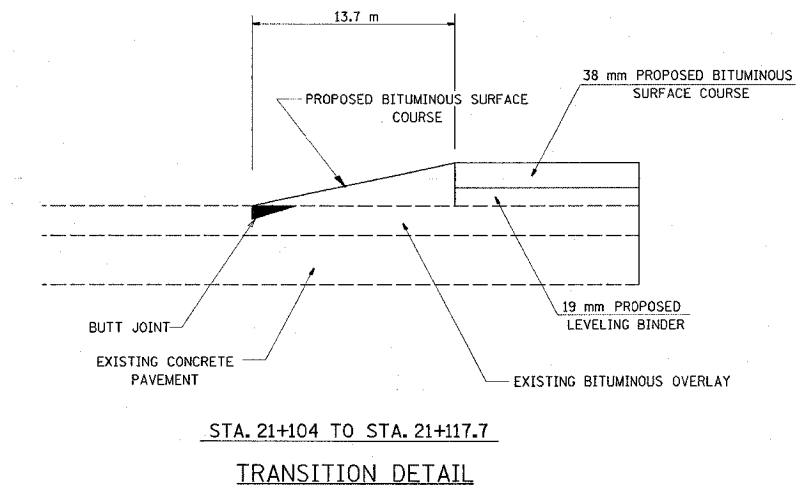 13.7 m
38 mm PROPOSED BITUMINOUS
SURFACE COURSE
PROPOSED BITUMINOUS SURFACE
COURSE
19 mm PROPOSED
LEVELING BINDER
BUTT JOINT
EXISTING CONCRETE
PAVEMENT
EXISTING BITUMINOUS OVERLAY
STA. 21+104 TO STA. 21+117.7
TRANSITION DETAIL